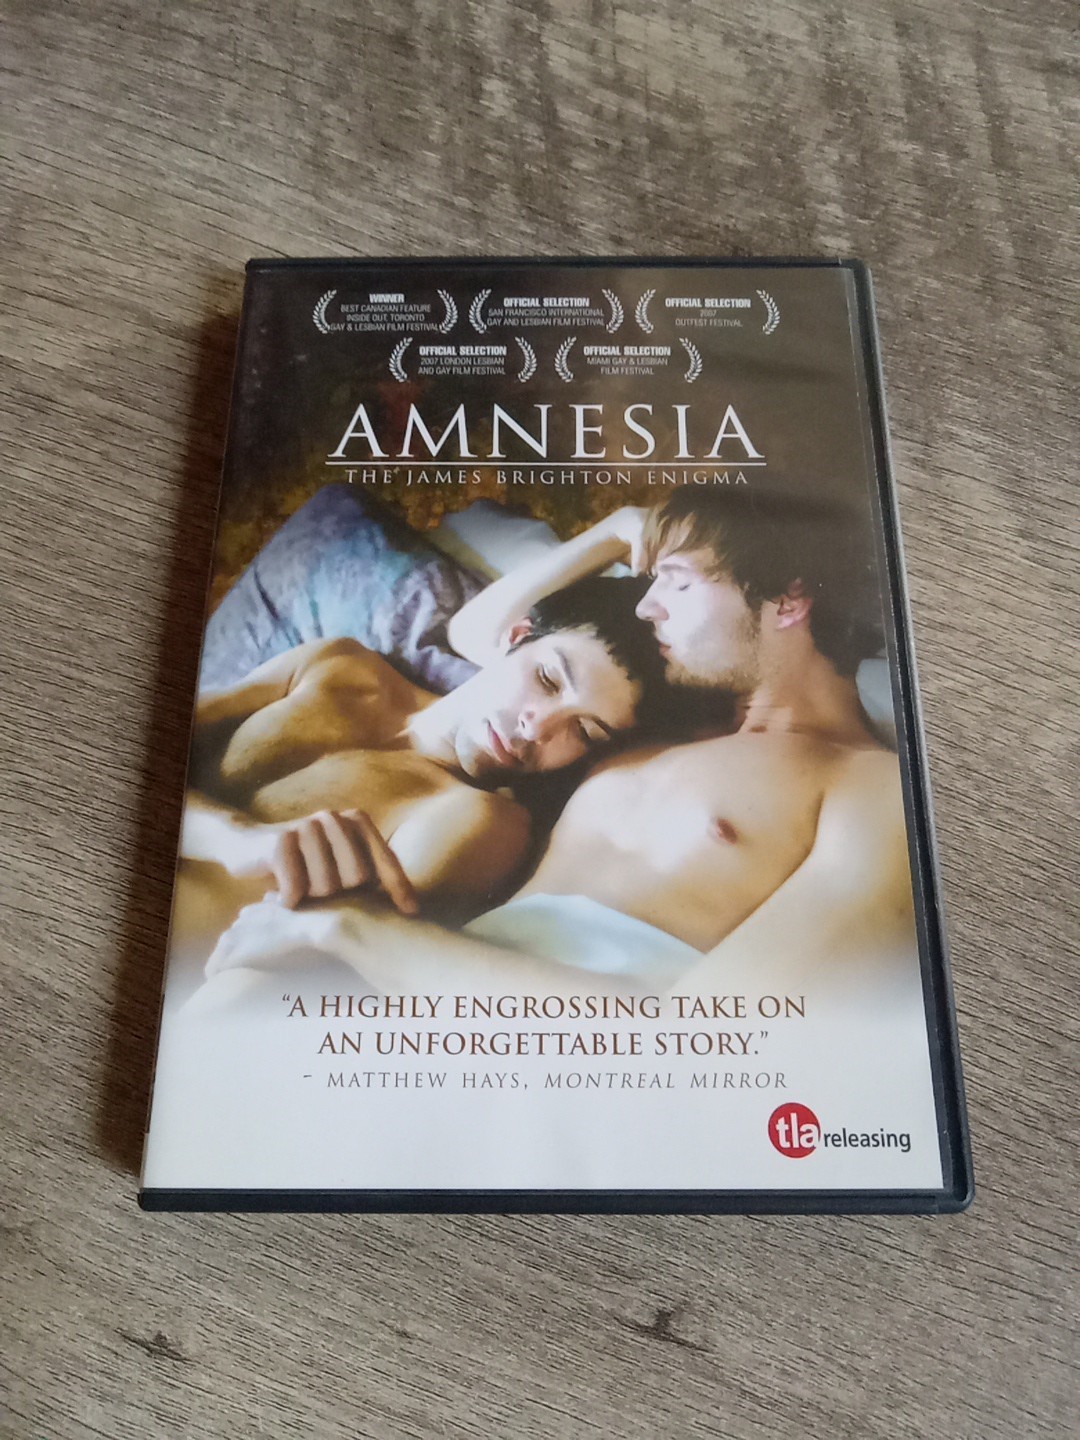 WINNER
BEST CANADIAN FEATURE
INSIDE OUT, TORONTO
GAY & LESBIAN FILM FESTIVAL
OFFICIAL SELECTION
SAN FRANCISCO INTERNATIONAL
GAY AND LESBIAN FILM FESTIVAL
OFFICIAL SELECTION
2007
OUTFEST FESTIVAL
OFFICIAL SELECTION
2007 LONDON LESBIAN
AND GAY FILM FESTIVAL
OFFICIAL SELECTION
MIAMI GAY & LESBIAN
FILM FESTIVAL
AMNESIA
THE JAMES BRIGHTON ENIGMA
“A HIGHLY ENGROSSING TAKE ON
AN UNFORGETTABLE STORY.”
- MATTHEW HAYS, MONTREAL MIRROR
tla releasing